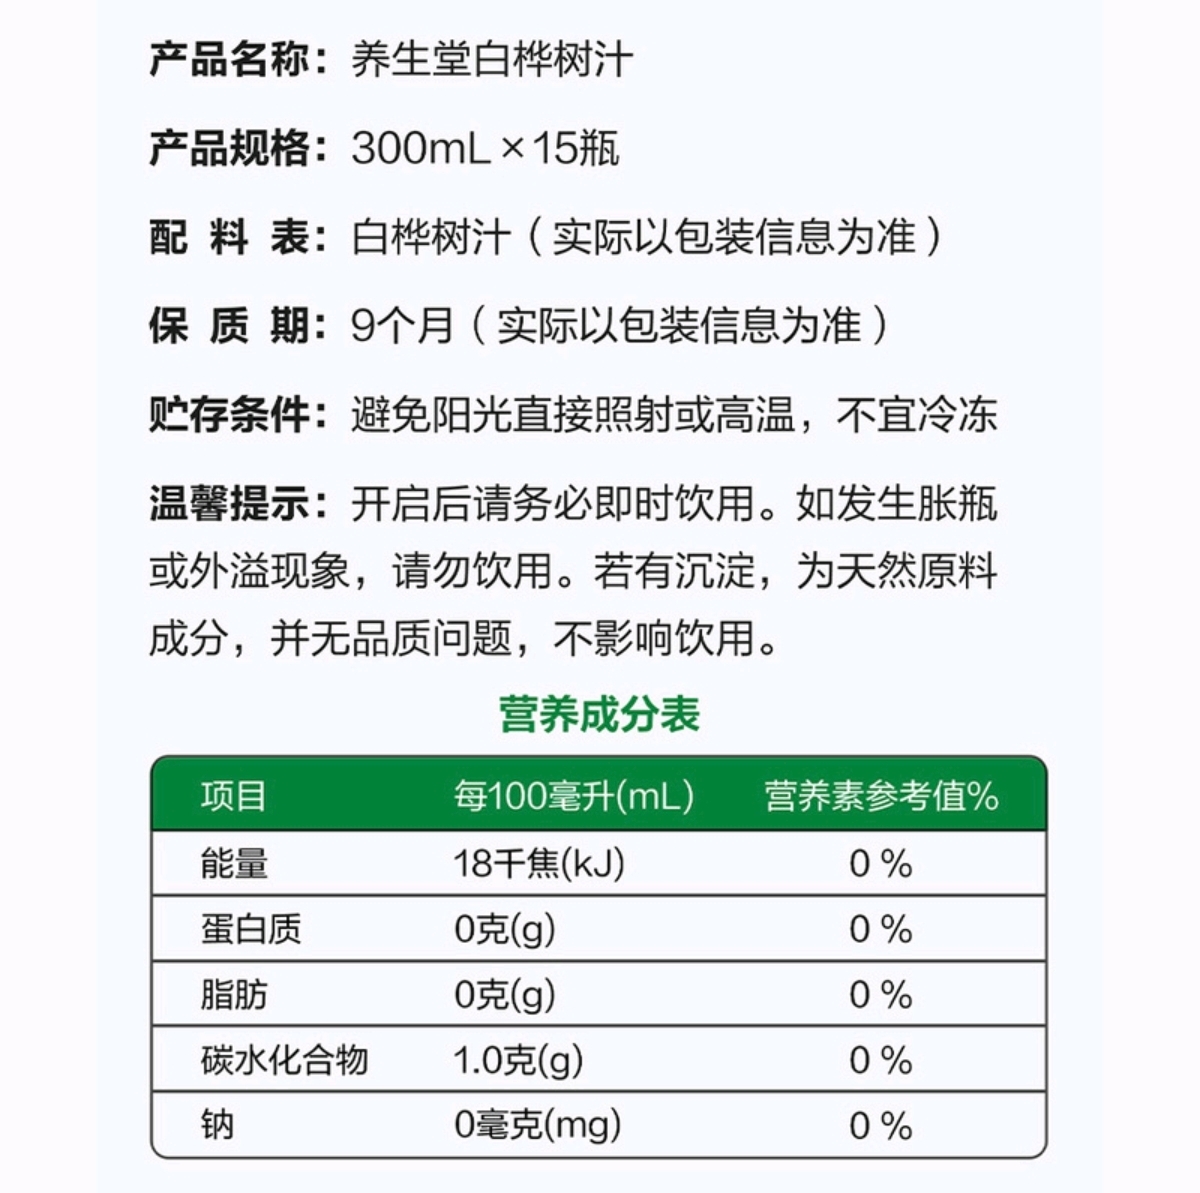 产品名称：养生堂白桦树汁
产品规格：300mL×15瓶
配料表：白桦树汁（实际以包装信息为准）
保质期：9个月（实际以包装信息为准）
贮存条件：避免阳光直接照射或高温，不宜冷冻
温馨提示：开启后请务必即时饮用。如发生胀瓶
或外溢现象，请勿饮用。若有沉淀，为天然原料
成分，并无品质问题，不影响饮用。
营养成分表
项目 每100毫升(mL) 营养素参考值%
能量 18千焦(kJ) 0 %
蛋白质 0克(g) 0 %
脂肪 0克(g) 0 %
碳水化合物 1.0克(g) 0 %
钠 0毫克(mg) 0 %